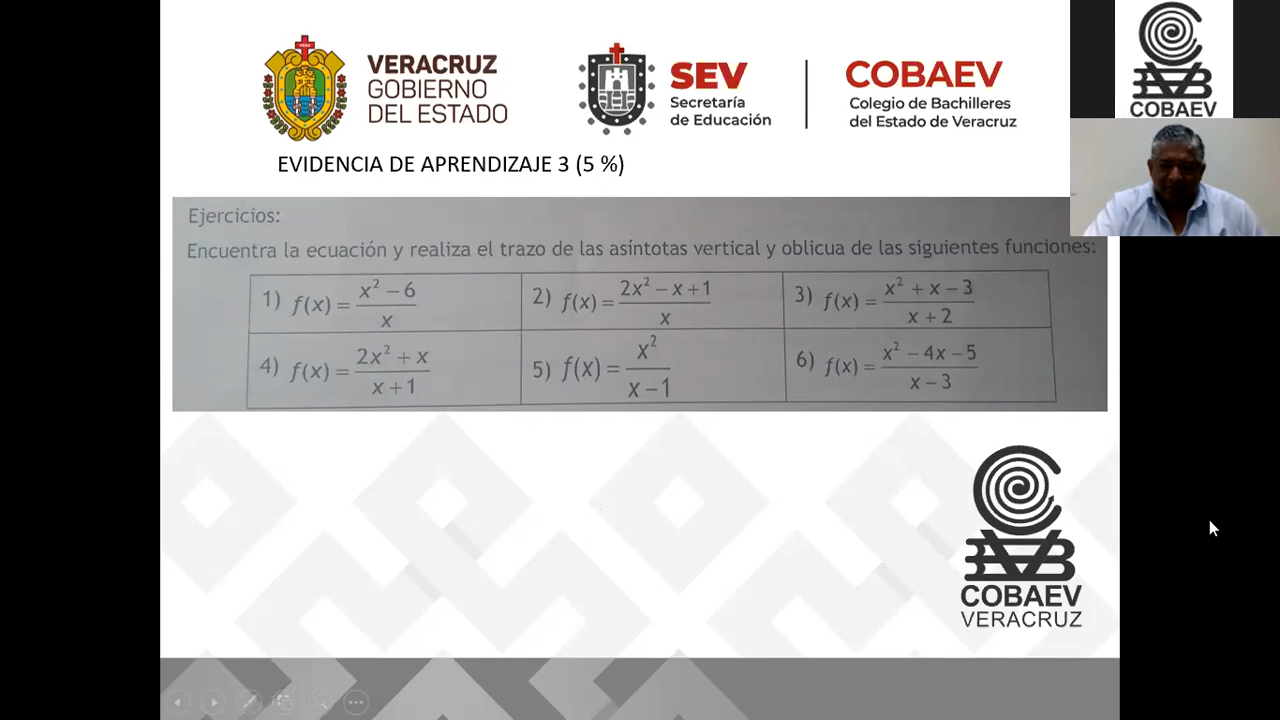 VERACRUZ
GOBIERNO
DEL ESTADO
SEV
Secretaría
de Educación
COBAEV
Colegio de Bachilleres
del Estado de Veracruz
COBAEV
EVIDENCIA DE APRENDIZAJE 3 (5 %)
Ejercicios:
Encuentra la ecuación y realiza el trazo de las asíntotas vertical y oblicua de las siguientes funciones:
1) f(x) = (x² − 6)/x
2) f(x) = (2x² − x + 1)/x
3) f(x) = (x² + x − 3)/(x + 2)
4) f(x) = (2x² + x)/(x + 1)
5) f(x) = x²/(x − 1)
6) f(x) = (x² − 4x − 5)/(x − 3)
COBAEV
VERACRUZ